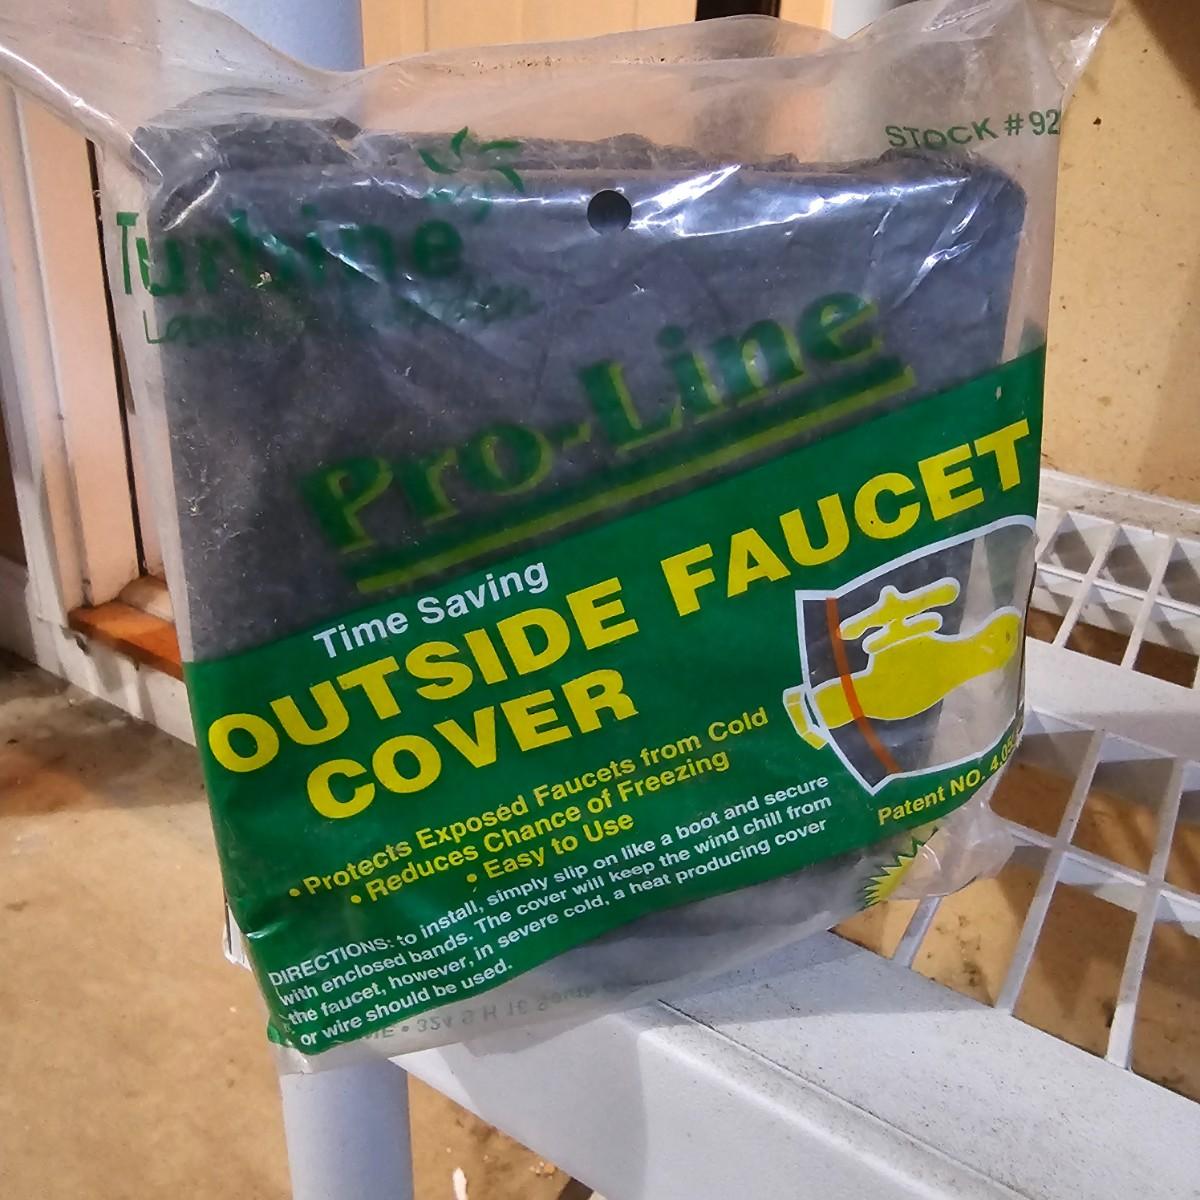 STOCK # 92
Turbine
Pro-Line
Time Saving
OUTSIDE FAUCET
COVER
• Protects Exposed Faucets from Cold
• Reduces Chance of Freezing
• Easy to Use
Patent NO. 4,05
DIRECTIONS: to install, simply slip on like a boot and secure
with enclosed bands. The cover will keep the wind chill from
the faucet, however, in severe cold, a heat producing cover
or wire should be used.